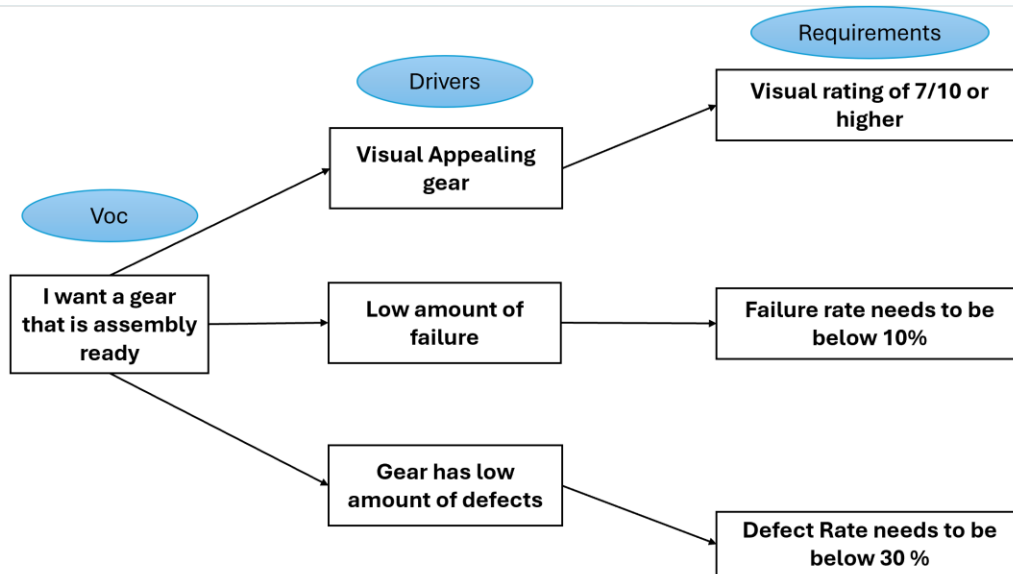 Requirements
Drivers
Visual rating of 7/10 or
higher
Visual Appealing
gear
Voc
I want a gear
that is assembly
ready
Low amount of
failure
Failure rate needs to be
below 10%
Gear has low
amount of defects
Defect Rate needs to be
below 30 %